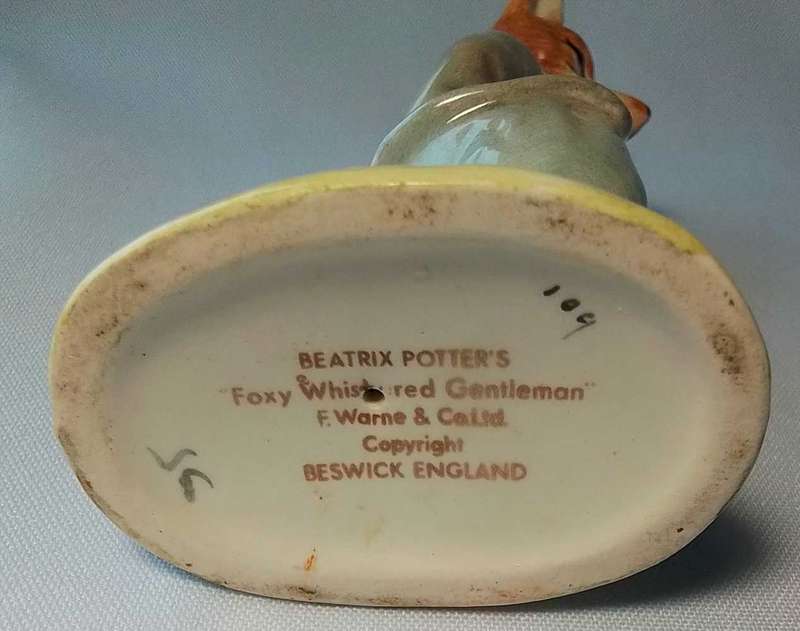 109
BEATRIX POTTER'S
"Foxy Whiskered Gentleman"
F. Warne & Co. Ltd.
Copyright
BESWICK ENGLAND